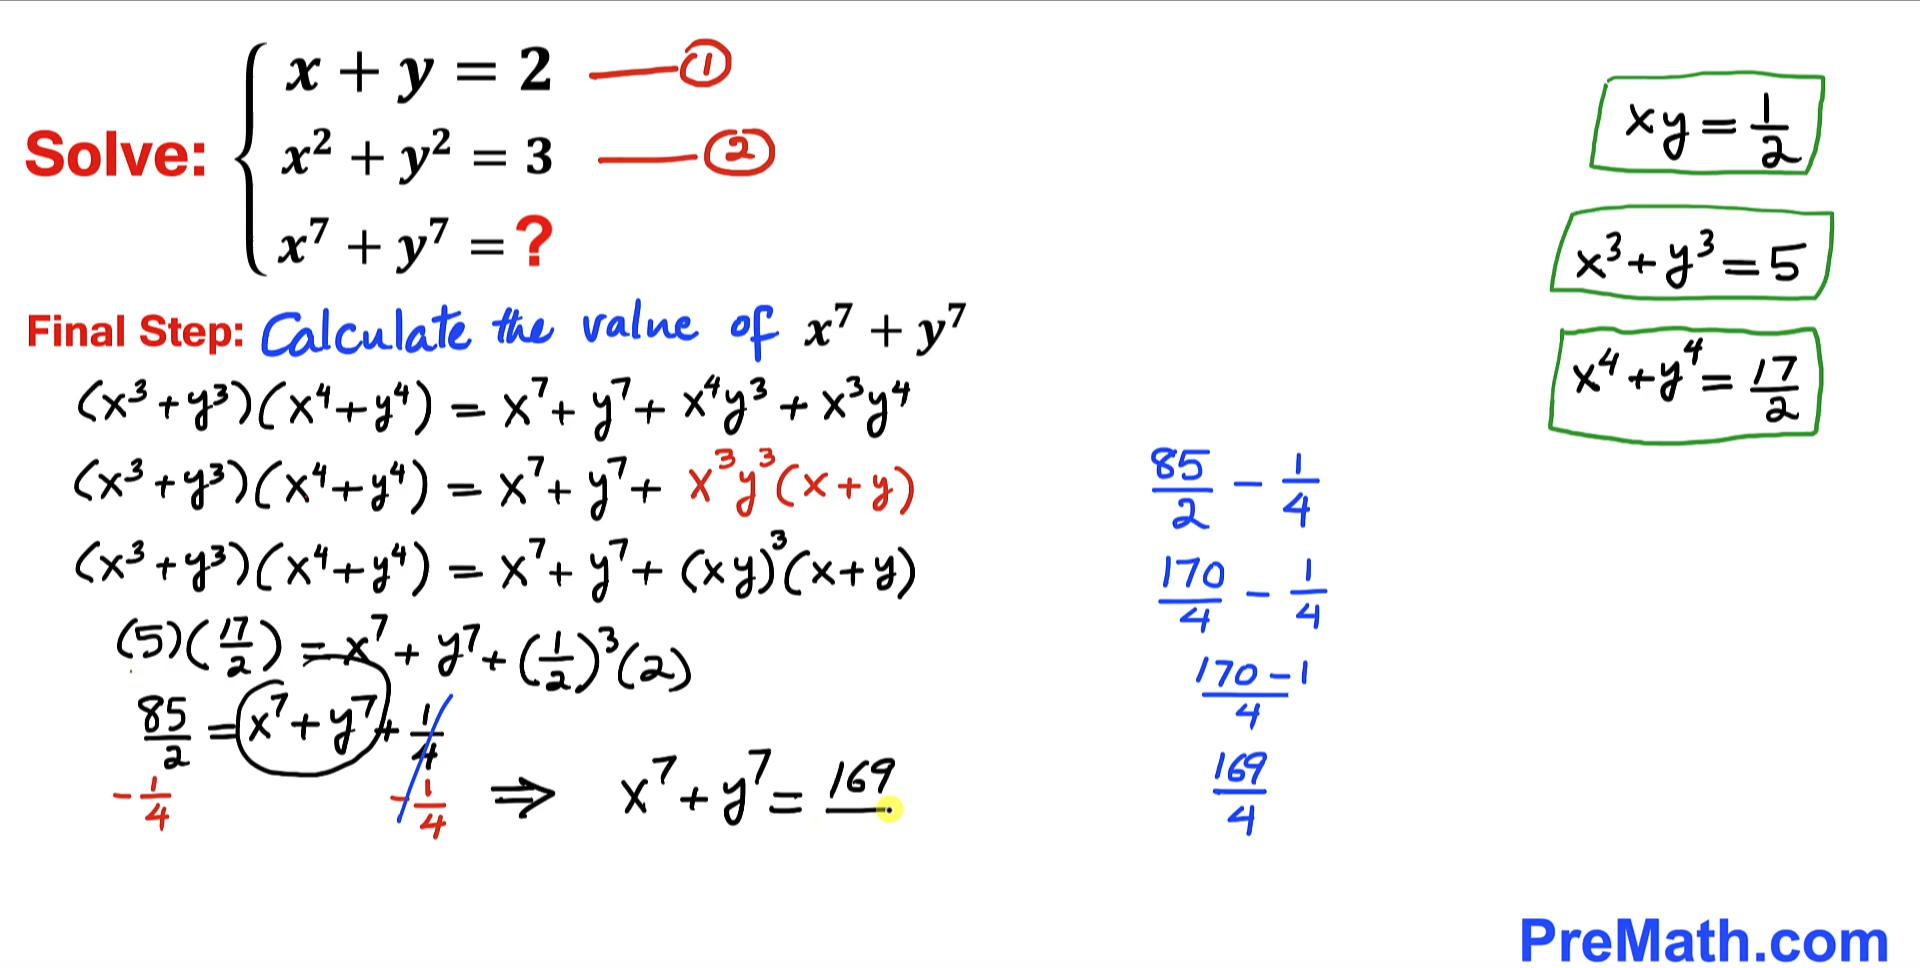 Solve:
x + y = 2 —①
x² + y² = 3 —②
x⁷ + y⁷ = ?
Final Step: Calculate the value of x⁷ + y⁷
(x³+y³)(x⁴+y⁴) = x⁷+y⁷+x⁴y³+x³y⁴
(x³+y³)(x⁴+y⁴) = x⁷+y⁷+x³y³(x+y)
(x³+y³)(x⁴+y⁴) = x⁷+y⁷+(xy)³(x+y)
(5)(17/2) = x⁷+y⁷+(1/2)³(2)
85/2 = x⁷+y⁷+1/4
-1/4 -1/4
⇒ x⁷+y⁷ = 169
85/2 - 1/4
170/4 - 1/4
170-1/4
169/4
xy = 1/2
x³+y³ = 5
x⁴+y⁴ = 17/2
PreMath.com